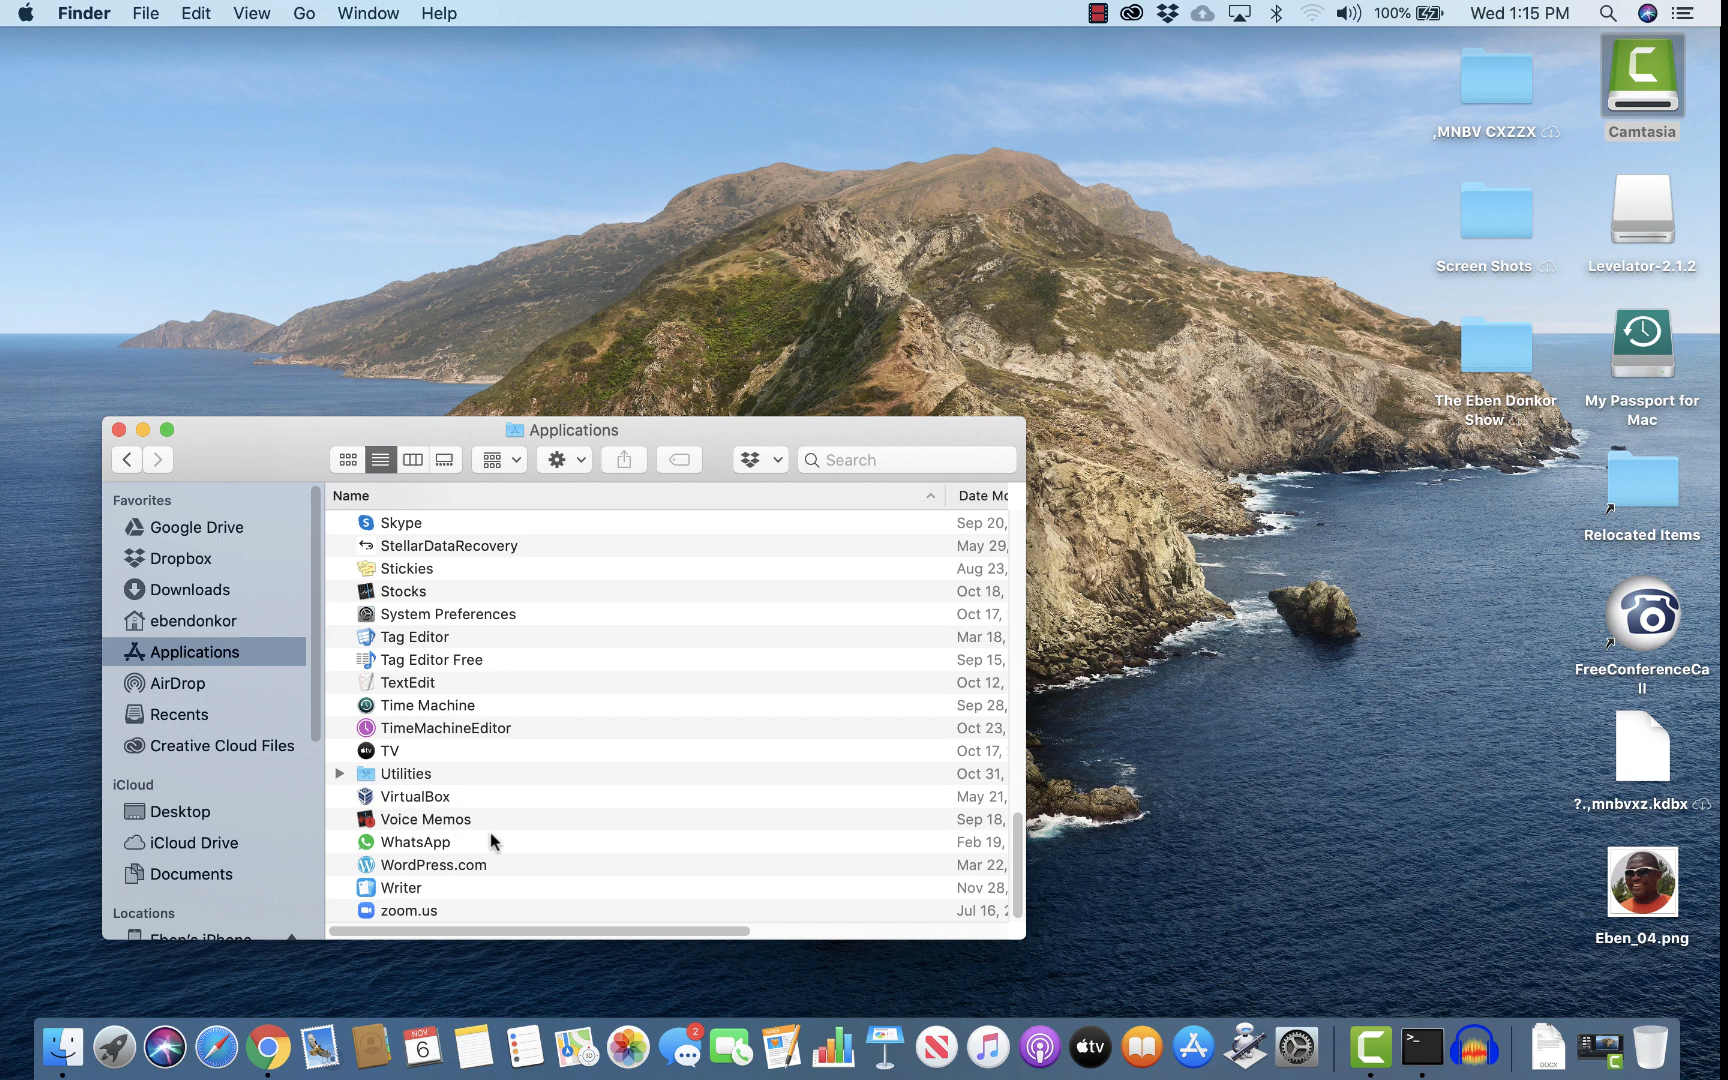 Finder File Edit View Go Window Help 100% Wed 1:15 PM
,MNBV CXZZX
Camtasia
Screen Shots
Levelator-2.1.2
The Eben Donkor
Show
My Passport for
Mac
Relocated Items
FreeConferenceCa
ll
?.,mnbvxz.kdbx
Eben_04.png
Applications
Search
Favorites
Google Drive
Dropbox
Downloads
ebendonkor
Applications
AirDrop
Recents
Creative Cloud Files
iCloud
Desktop
iCloud Drive
Documents
Locations
Eben's iPhone
Name Date Mo
Skype Sep 20,
StellarDataRecovery May 29,
Stickies Aug 23,
Stocks Oct 18,
System Preferences Oct 17,
Tag Editor Mar 18,
Tag Editor Free Sep 15,
TextEdit Oct 12,
Time Machine Sep 28,
TimeMachineEditor Oct 23,
TV Oct 17,
Utilities Oct 31,
VirtualBox May 21,
Voice Memos Sep 18,
WhatsApp Feb 19,
WordPress.com Mar 22,
Writer Nov 28,
zoom.us Jul 16,
NOV
6
2
tv
DOCX